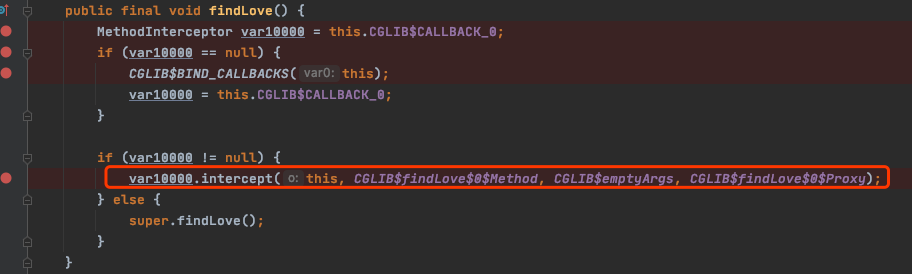 public final void findLove() {
MethodInterceptor var10000 = this.CGLIB$CALLBACK_0;
if (var10000 == null) {
CGLIB$BIND_CALLBACKS( var0: this);
var10000 = this.CGLIB$CALLBACK_0;
}
if (var10000 != null) {
var10000.intercept( o: this, CGLIB$findLove$0$Method, CGLIB$emptyArgs, CGLIB$findLove$0$Proxy);
} else {
super.findLove();
}
}